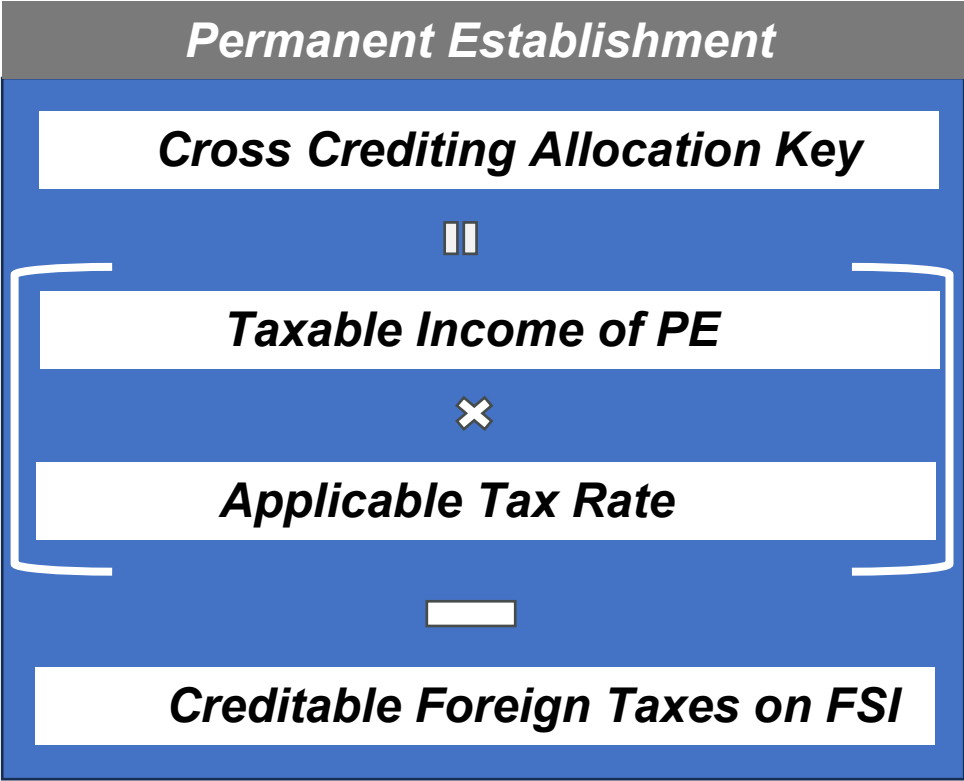 Permanent Establishment
Cross Crediting Allocation Key
=
Taxable Income of PE
×
Applicable Tax Rate
−
Creditable Foreign Taxes on FSI